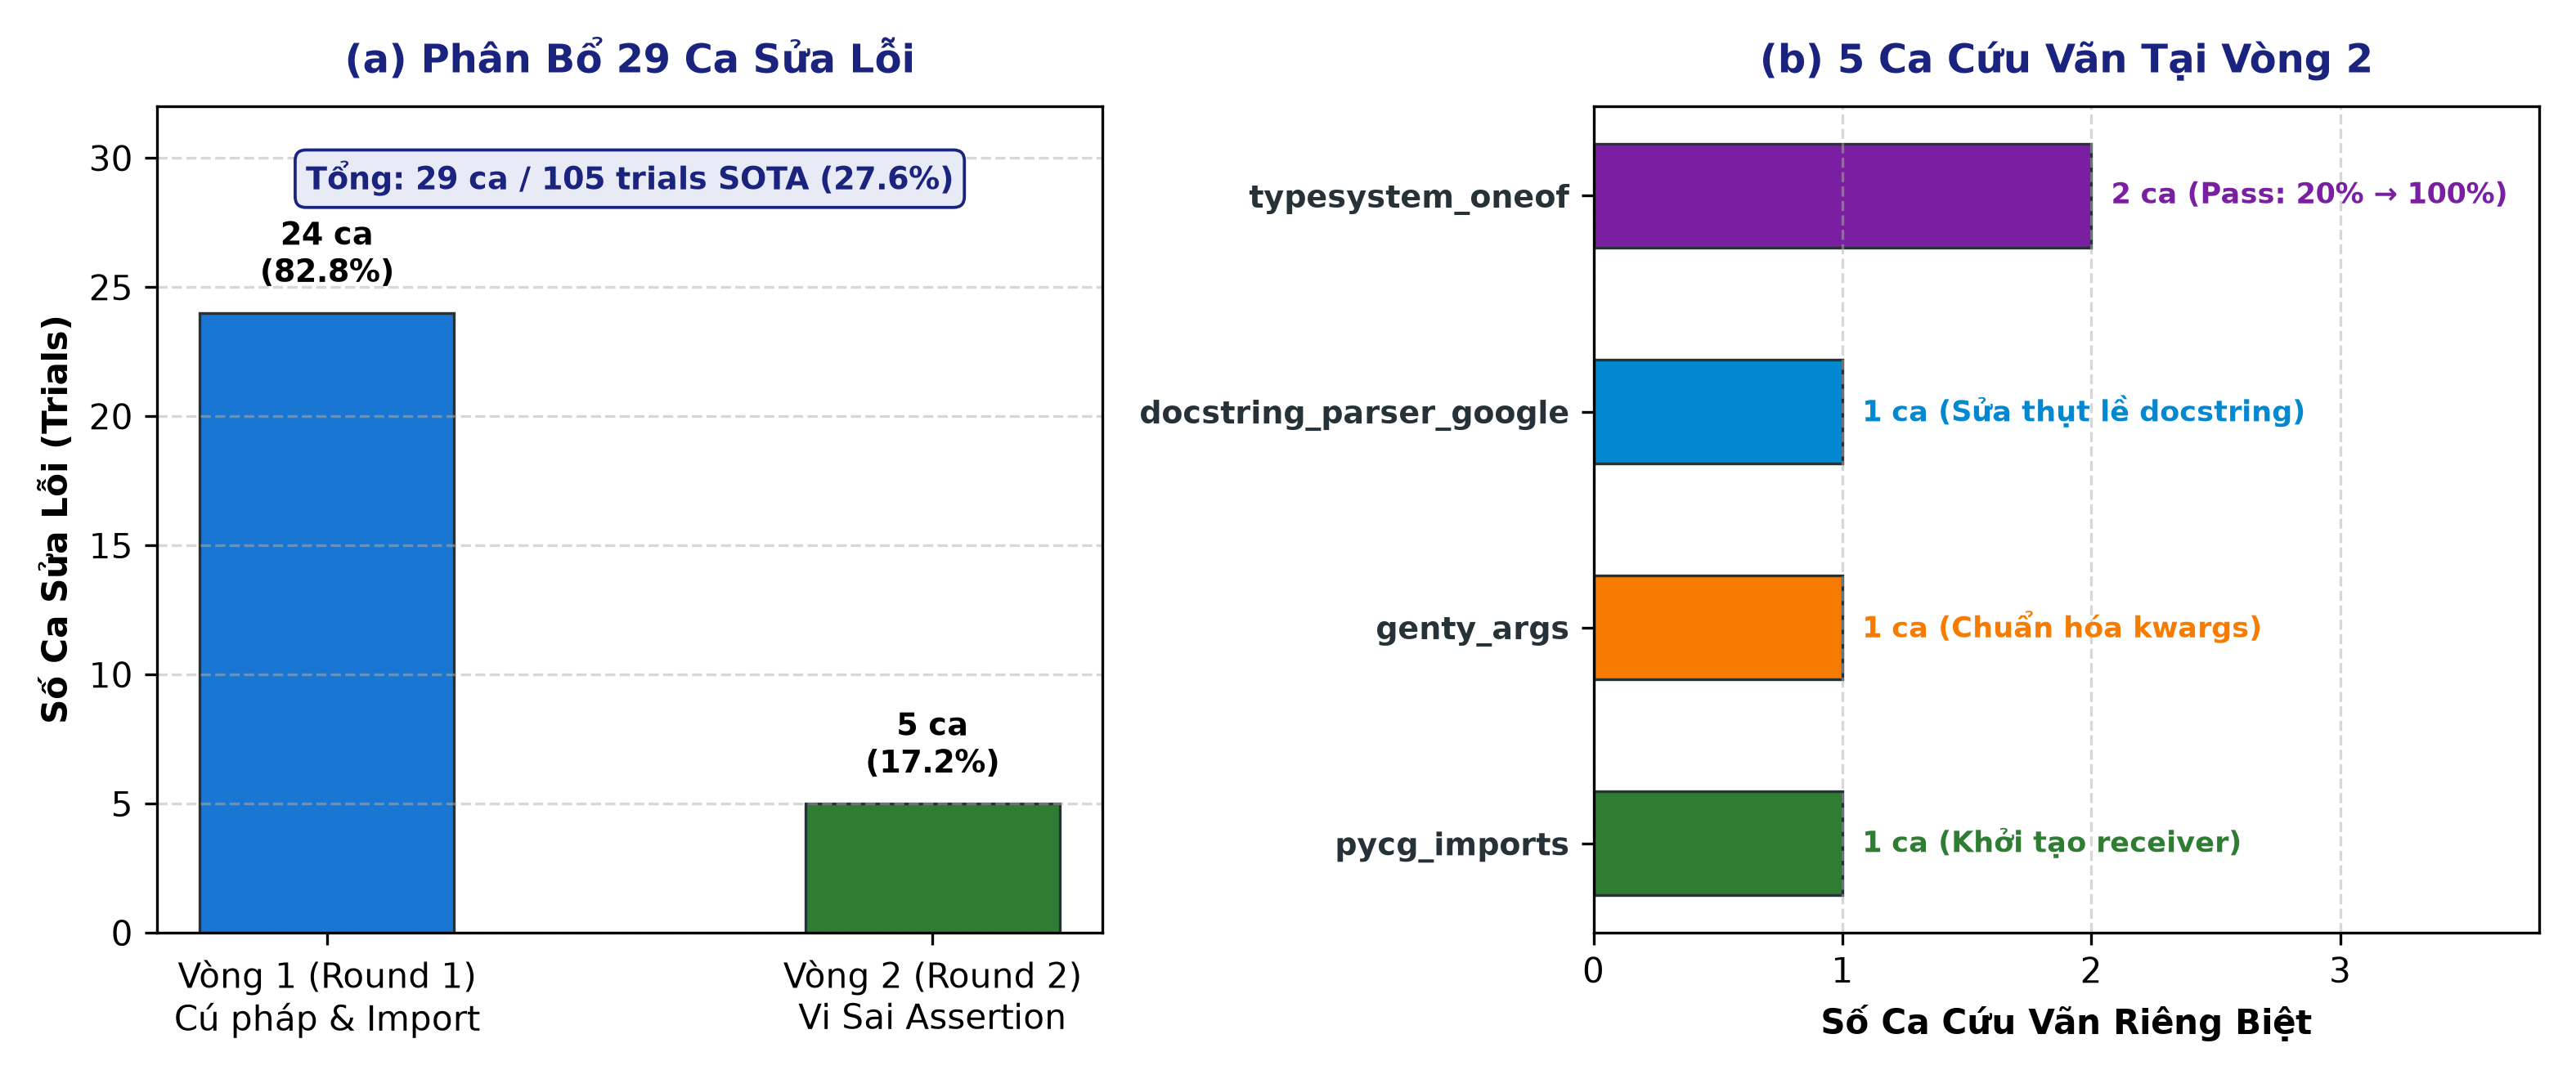 (a) Phân Bổ 29 Ca Sửa Lỗi
Số Ca Sửa Lỗi (Trials)
30
25
20
15
10
5
0
Tổng: 29 ca / 105 trials SOTA (27.6%)
24 ca
(82.8%)
5 ca
(17.2%)
Vòng 1 (Round 1)
Cú pháp & Import
Vòng 2 (Round 2)
Vi Sai Assertion
(b) 5 Ca Cứu Vãn Tại Vòng 2
typesystem_oneof
2 ca (Pass: 20% → 100%)
docstring_parser_google
1 ca (Sửa thụt lề docstring)
genty_args
1 ca (Chuẩn hóa kwargs)
pycg_imports
1 ca (Khởi tạo receiver)
0
1
2
3
Số Ca Cứu Vãn Riêng Biệt